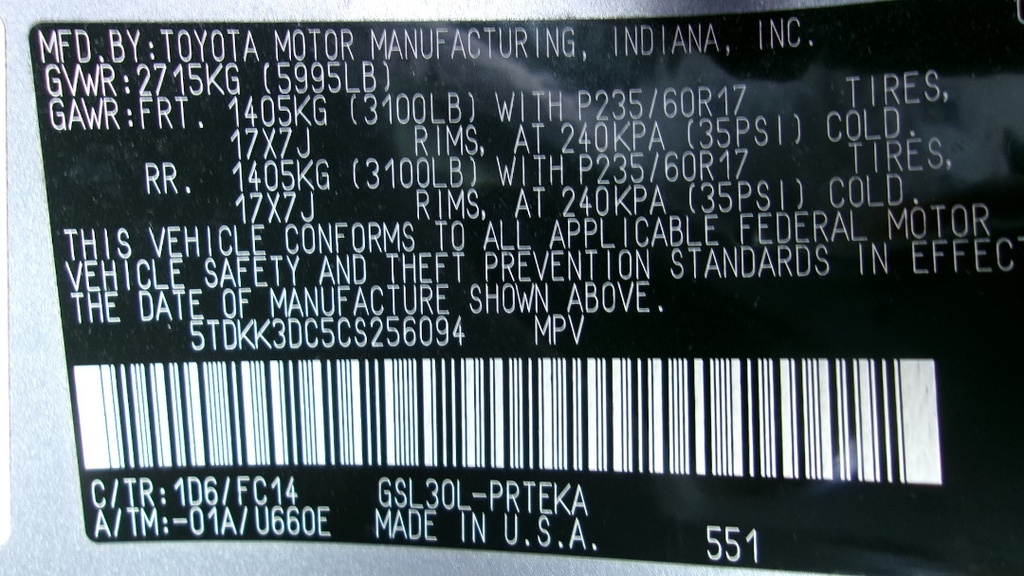 MFD.BY:TOYOTA MOTOR MANUFACTURING, INDIANA, INC.
GVWR:2715KG (5995LB)
GAWR:FRT. 1405KG (3100LB) WITH P235/60R17 TIRES,
17X7J RIMS, AT 240KPA (35PSI) COLD.
RR. 1405KG (3100LB) WITH P235/60R17 TIRES,
17X7J RIMS, AT 240KPA (35PSI) COLD.
THIS VEHICLE CONFORMS TO ALL APPLICABLE FEDERAL MOTOR
VEHICLE SAFETY AND THEFT PREVENTION STANDARDS IN EFFECT
THE DATE OF MANUFACTURE SHOWN ABOVE.
5TDKK3DC5CS256094 MPV
C/TR:1D6/FC14 GSL30L-PRTEKA
A/TM:-01A/U660E MADE IN U.S.A. 551